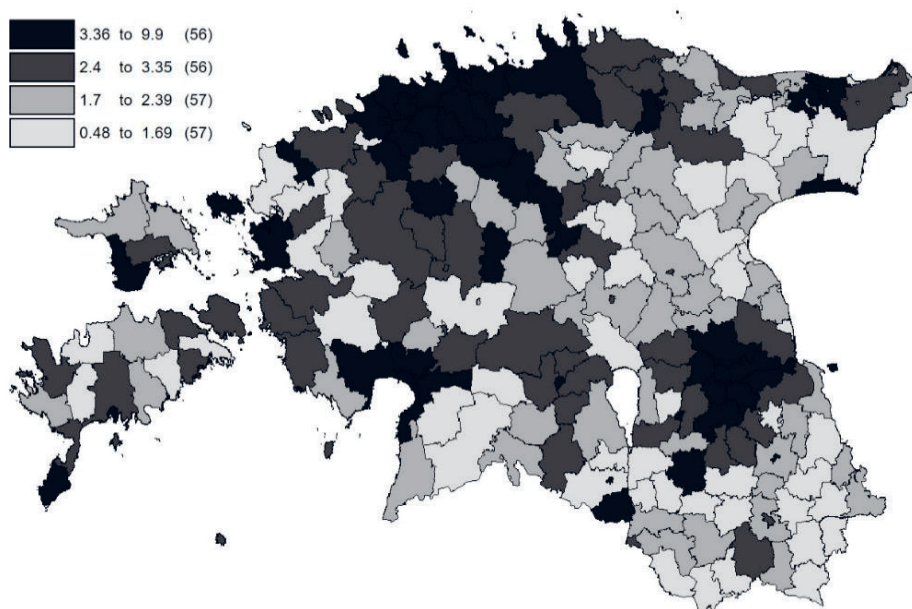 3.36 to 9.9 (56)
2.4 to 3.35 (56)
1.7 to 2.39 (57)
0.48 to 1.69 (57)